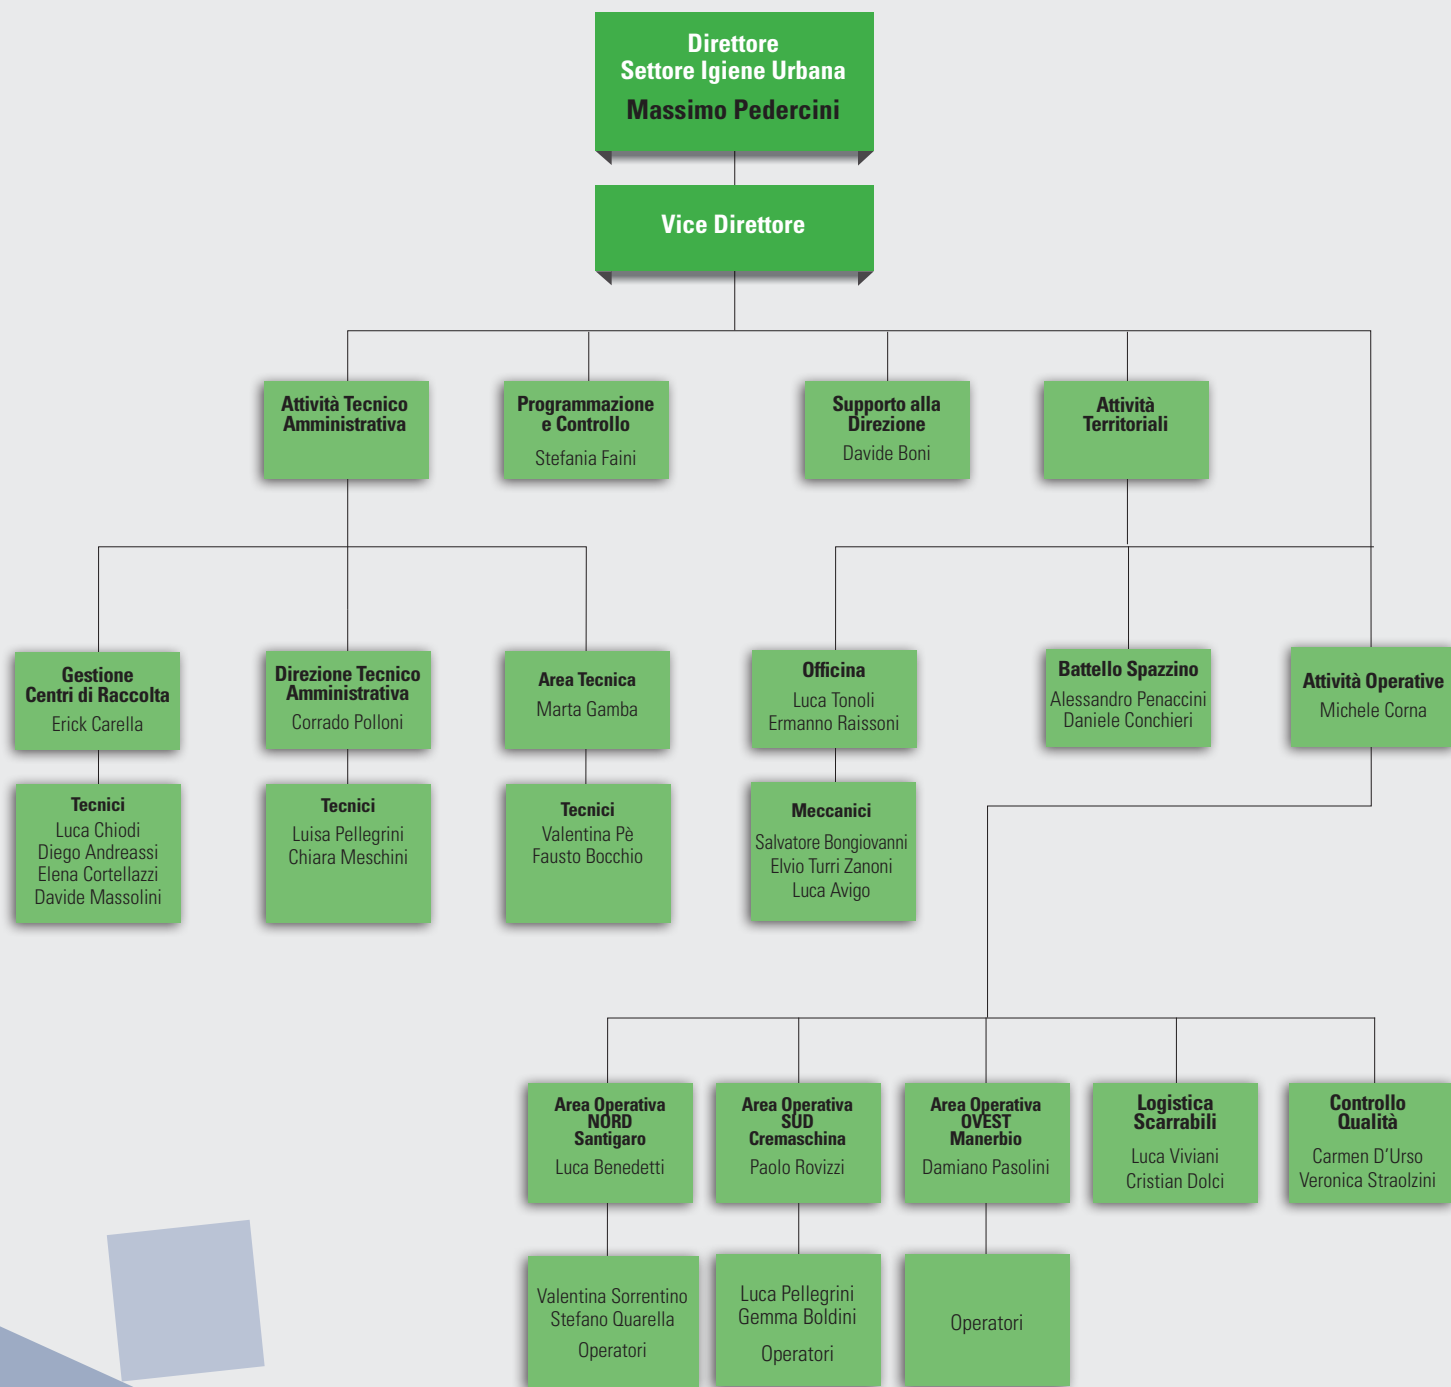 Direttore
Settore Igiene Urbana
Massimo Pedercini
Vice Direttore
Attività Tecnico
Amministrativa
Programmazione
e Controllo
Stefania Faini
Supporto alla
Direzione
Davide Boni
Attività
Territoriali
Gestione
Centri di Raccolta
Erick Carella
Direzione Tecnico
Amministrativa
Corrado Polloni
Area Tecnica
Marta Gamba
Officina
Luca Tonoli
Ermanno Raissoni
Battello Spazzino
Alessandro Penaccini
Daniele Conchieri
Attività Operative
Michele Corna
Tecnici
Luca Chiodi
Diego Andreassi
Elena Cortellazzi
Davide Massolini
Tecnici
Luisa Pellegrini
Chiara Meschini
Tecnici
Valentina Pè
Fausto Bocchio
Meccanici
Salvatore Bongiovanni
Elvio Turri Zanoni
Luca Avigo
Area Operativa
NORD
Santigaro
Luca Benedetti
Area Operativa
SUD
Cremaschina
Paolo Rovizzi
Area Operativa
OVEST
Manerbio
Damiano Pasolini
Logistica
Scarrabili
Luca Viviani
Cristian Dolci
Controllo
Qualità
Carmen D'Urso
Veronica Straolzini
Valentina Sorrentino
Stefano Quarella
Operatori
Luca Pellegrini
Gemma Boldini
Operatori
Operatori